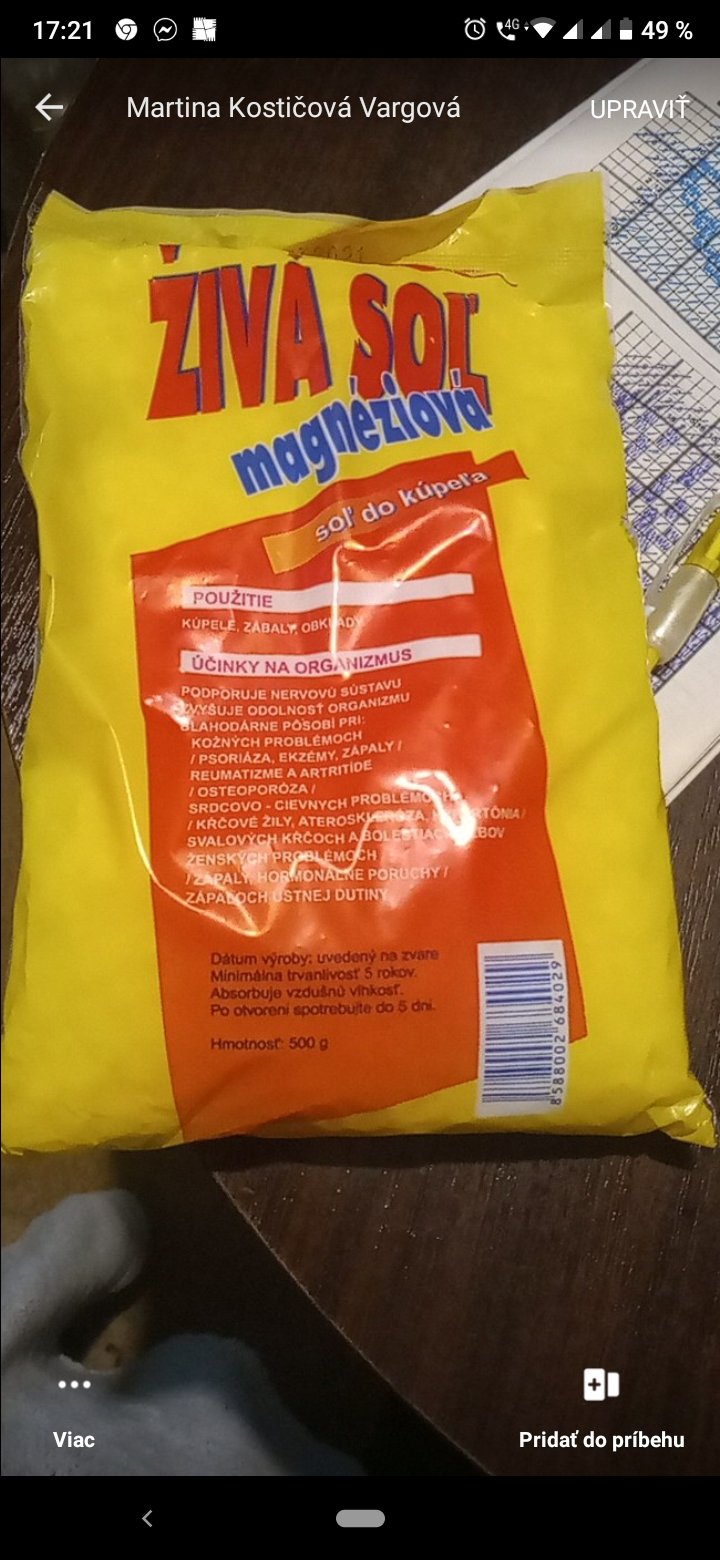 17:21
4G
49 %
Martina Kostičová Vargová
UPRAVIŤ
ŽIVA SOĽ
magnéziová
soľ do kúpeľa
POUŽITIE
KÚPELE, ZÁBALY, OBKLADY
ÚČINKY NA ORGANIZMUS
PODPORUJE NERVOVÚ SÚSTAVU
ZVYŠUJE ODOLNOSŤ ORGANIZMU
BLAHODÁRNE PÔSOBÍ PRI:
KOŽNÝCH PROBLÉMOCH
/ PSORIÁZA, EKZÉMY, ZÁPALY /
REUMATIZME A ARTRITÍDE
/ OSTEOPORÓZA /
SRDCOVO - CIEVNYCH PROBLÉMOCH
/ KŔČOVÉ ŽILY, ATEROSKLERÓZA, HYPERTÓNIA/
SVALOVÝCH KŔČOCH A BOLESTIACH KĹBOV
ŽENSKÝCH PROBLÉMOCH
/ ZÁPALY, HORMONÁLNE PORUCHY /
ZÁPALOCH ÚSTNEJ DUTINY
Dátum výroby: uvedený na zvare
Minimálna trvanlivosť 5 rokov.
Absorbuje vzdušnú vlhkosť.
Po otvorení spotrebujte do 5 dní.
Hmotnosť: 500 g
8588002 684029
Viac
Pridať do príbehu